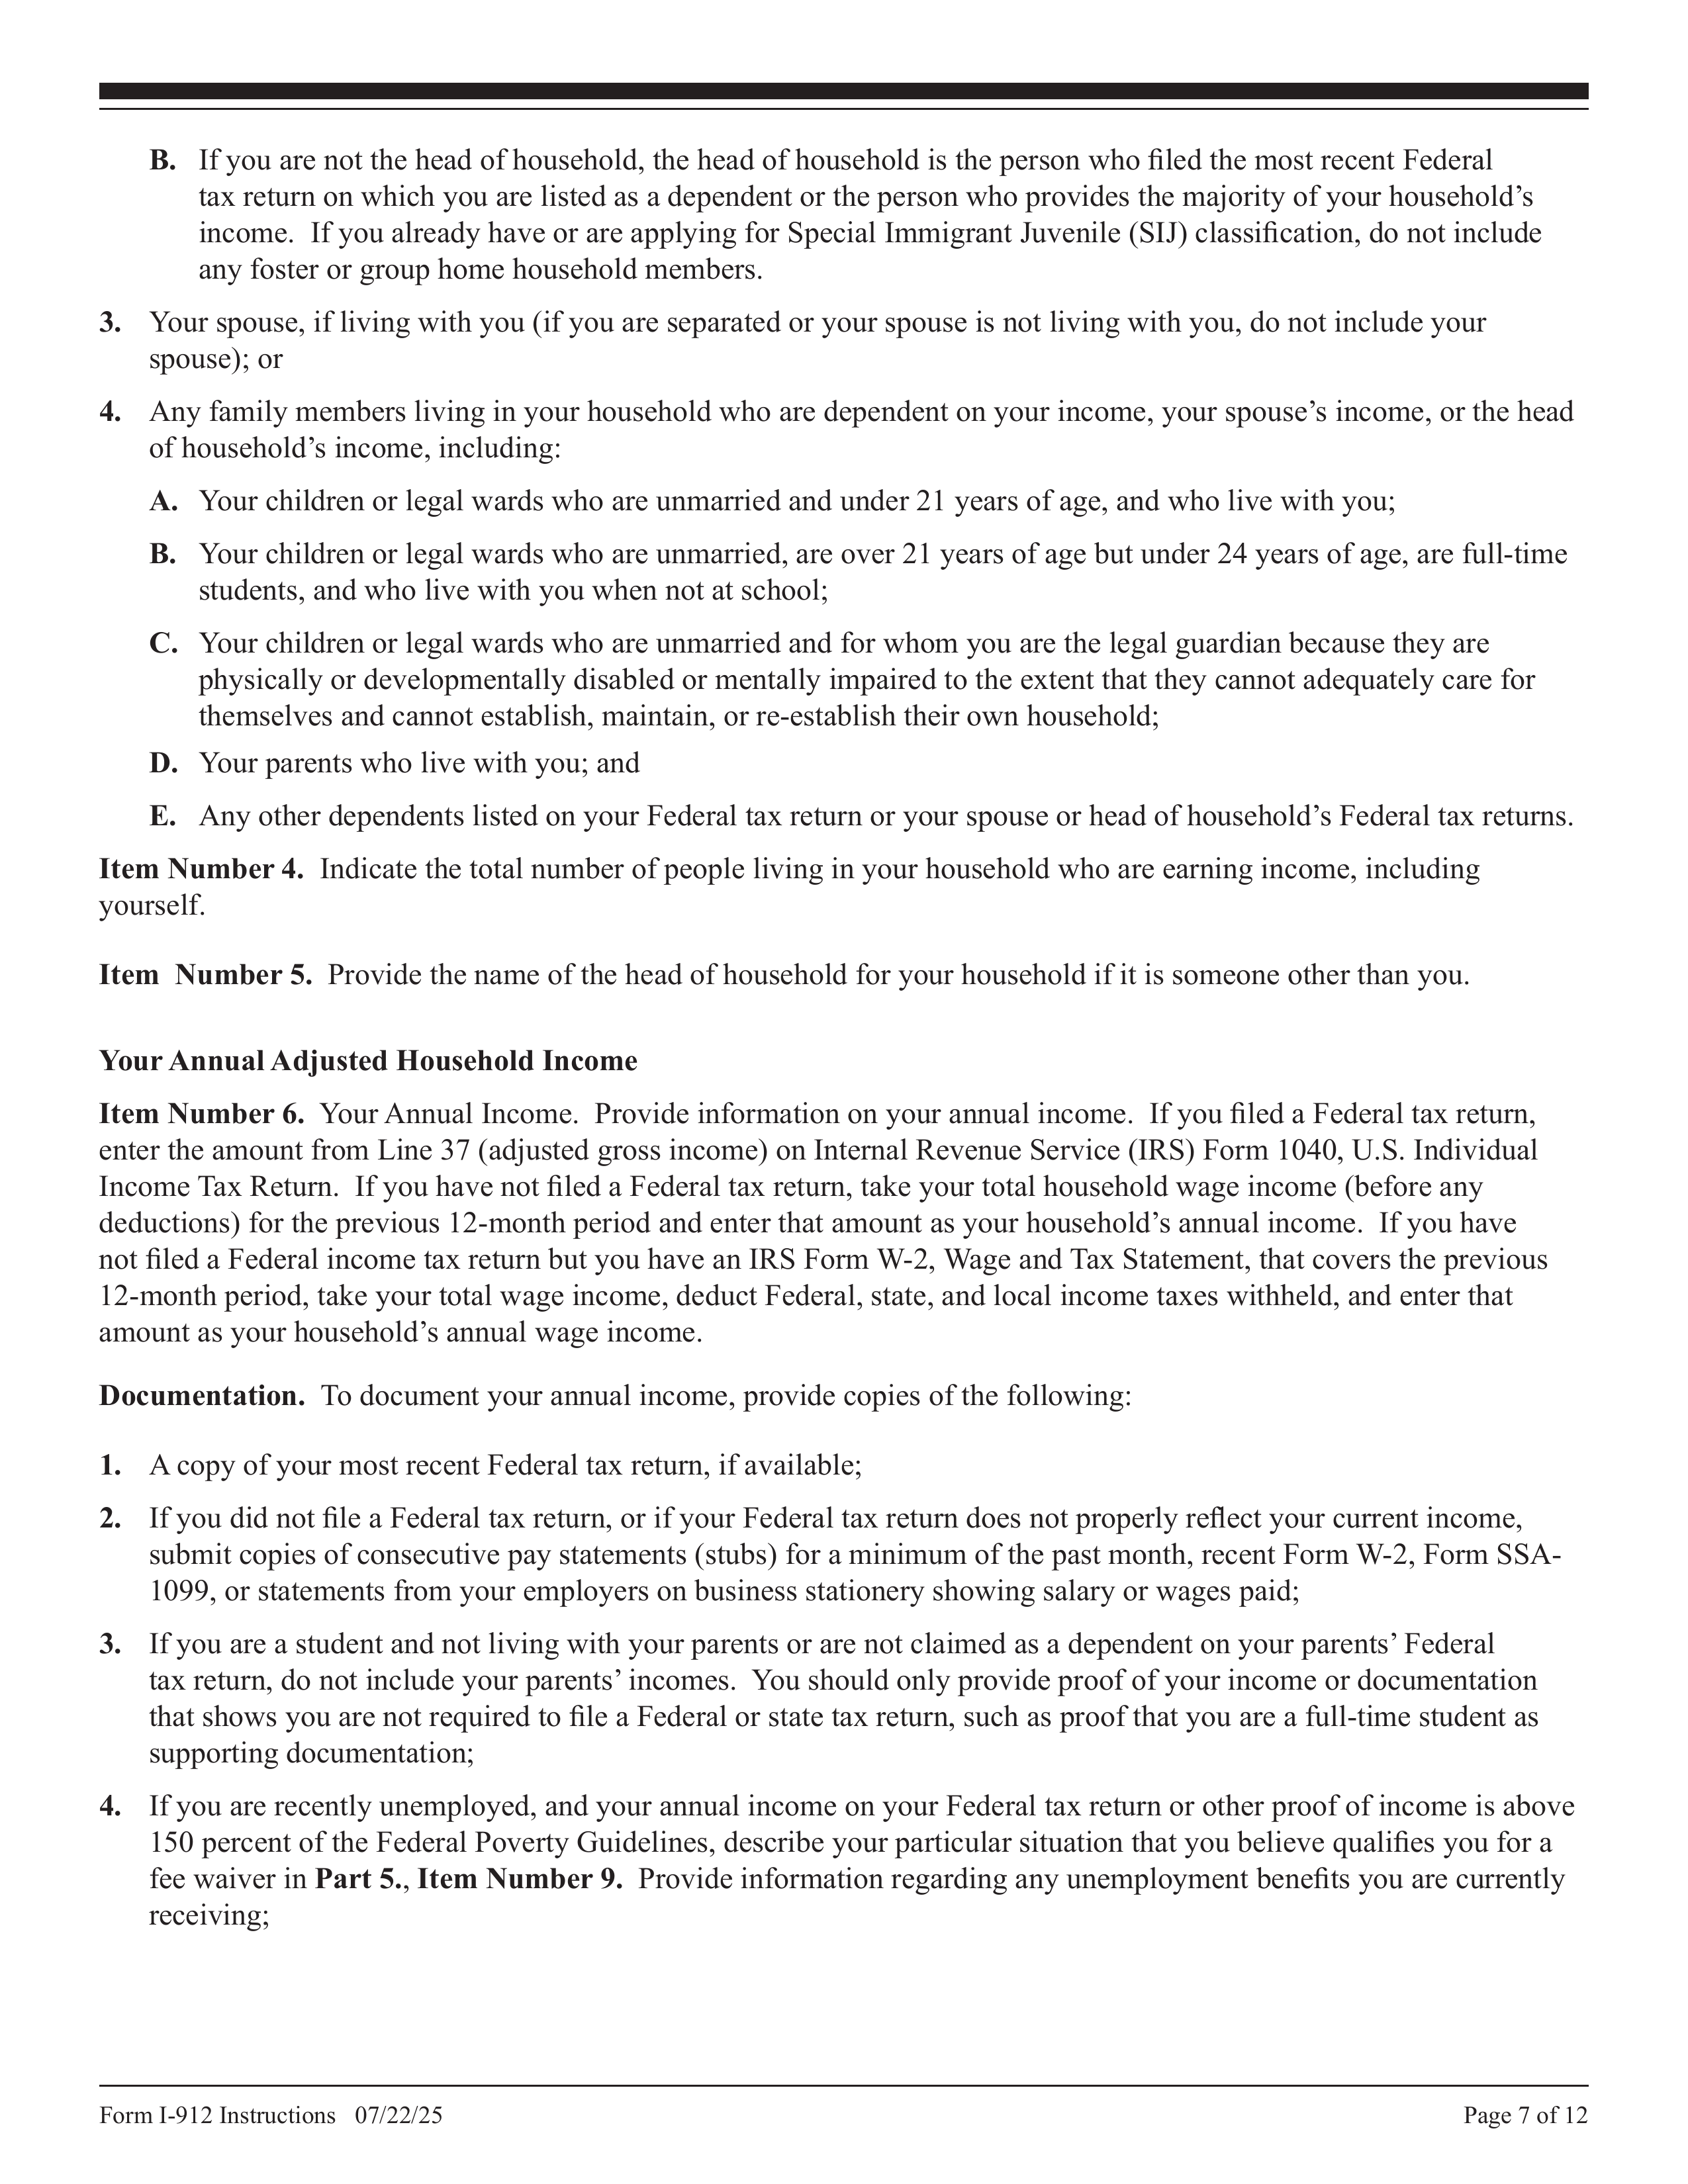 B. If you are not the head of household, the head of household is the person who filed the most recent Federal
tax return on which you are listed as a dependent or the person who provides the majority of your household’s
income.  If you already have or are applying for Special Immigrant Juvenile (SIJ) classification, do not include
any foster or group home household members.
3. Your spouse, if living with you (if you are separated or your spouse is not living with you, do not include your
spouse); or
4. Any family members living in your household who are dependent on your income, your spouse’s income, or the head
of household’s income, including:
A. Your children or legal wards who are unmarried and under 21 years of age, and who live with you;
B. Your children or legal wards who are unmarried, are over 21 years of age but under 24 years of age, are full-time
students, and who live with you when not at school;
C. Your children or legal wards who are unmarried and for whom you are the legal guardian because they are
physically or developmentally disabled or mentally impaired to the extent that they cannot adequately care for
themselves and cannot establish, maintain, or re-establish their own household;
D. Your parents who live with you; and
E. Any other dependents listed on your Federal tax return or your spouse or head of household’s Federal tax returns.
Item Number 4.  Indicate the total number of people living in your household who are earning income, including
yourself.
Item  Number 5.  Provide the name of the head of household for your household if it is someone other than you.
Your Annual Adjusted Household Income
Item Number 6.  Your Annual Income.  Provide information on your annual income.  If you filed a Federal tax return,
enter the amount from Line 37 (adjusted gross income) on Internal Revenue Service (IRS) Form 1040, U.S. Individual
Income Tax Return.  If you have not filed a Federal tax return, take your total household wage income (before any
deductions) for the previous 12-month period and enter that amount as your household’s annual income.  If you have
not filed a Federal income tax return but you have an IRS Form W-2, Wage and Tax Statement, that covers the previous
12-month period, take your total wage income, deduct Federal, state, and local income taxes withheld, and enter that
amount as your household’s annual wage income.
Documentation.  To document your annual income, provide copies of the following:
1. A copy of your most recent Federal tax return, if available;
2. If you did not file a Federal tax return, or if your Federal tax return does not properly reflect your current income,
submit copies of consecutive pay statements (stubs) for a minimum of the past month, recent Form W-2, Form SSA-
1099, or statements from your employers on business stationery showing salary or wages paid;
3. If you are a student and not living with your parents or are not claimed as a dependent on your parents’ Federal
tax return, do not include your parents’ incomes.  You should only provide proof of your income or documentation
that shows you are not required to file a Federal or state tax return, such as proof that you are a full-time student as
supporting documentation;
4. If you are recently unemployed, and your annual income on your Federal tax return or other proof of income is above
150 percent of the Federal Poverty Guidelines, describe your particular situation that you believe qualifies you for a
fee waiver in Part 5., Item Number 9.  Provide information regarding any unemployment benefits you are currently
receiving;
Form I-912 Instructions   07/22/25
Page 7 of 12